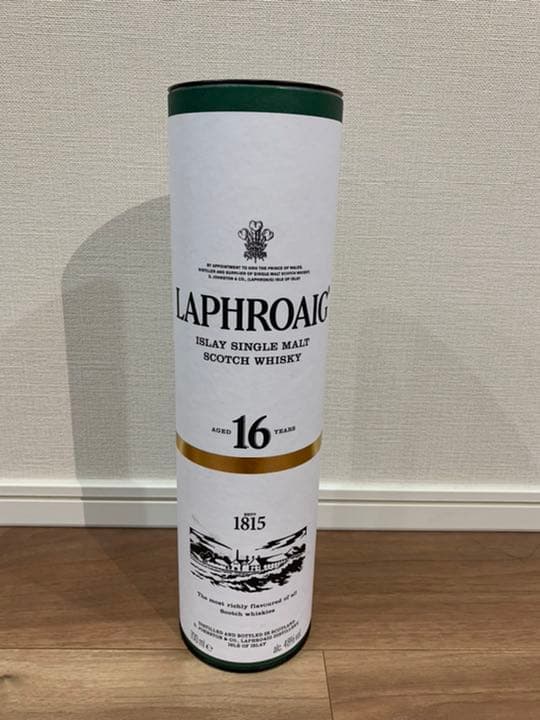 BY APPOINTMENT TO HRH THE PRINCE OF WALES,
DISTILLER AND SUPPLIER OF SINGLE MALT SCOTCH WHISKY,
D. JOHNSTON & CO., (LAPHROAIG) ISLE OF ISLAY
LAPHROAIG®
ISLAY SINGLE MALT
SCOTCH WHISKY
AGED 16 YEARS
ESTD
1815
The most richly flavoured of all
Scotch whiskies
DISTILLED AND BOTTLED IN SCOTLAND
D. JOHNSTON & CO., LAPHROAIG DISTILLERY
700 ml e ISLE OF ISLAY alc. 48% vol